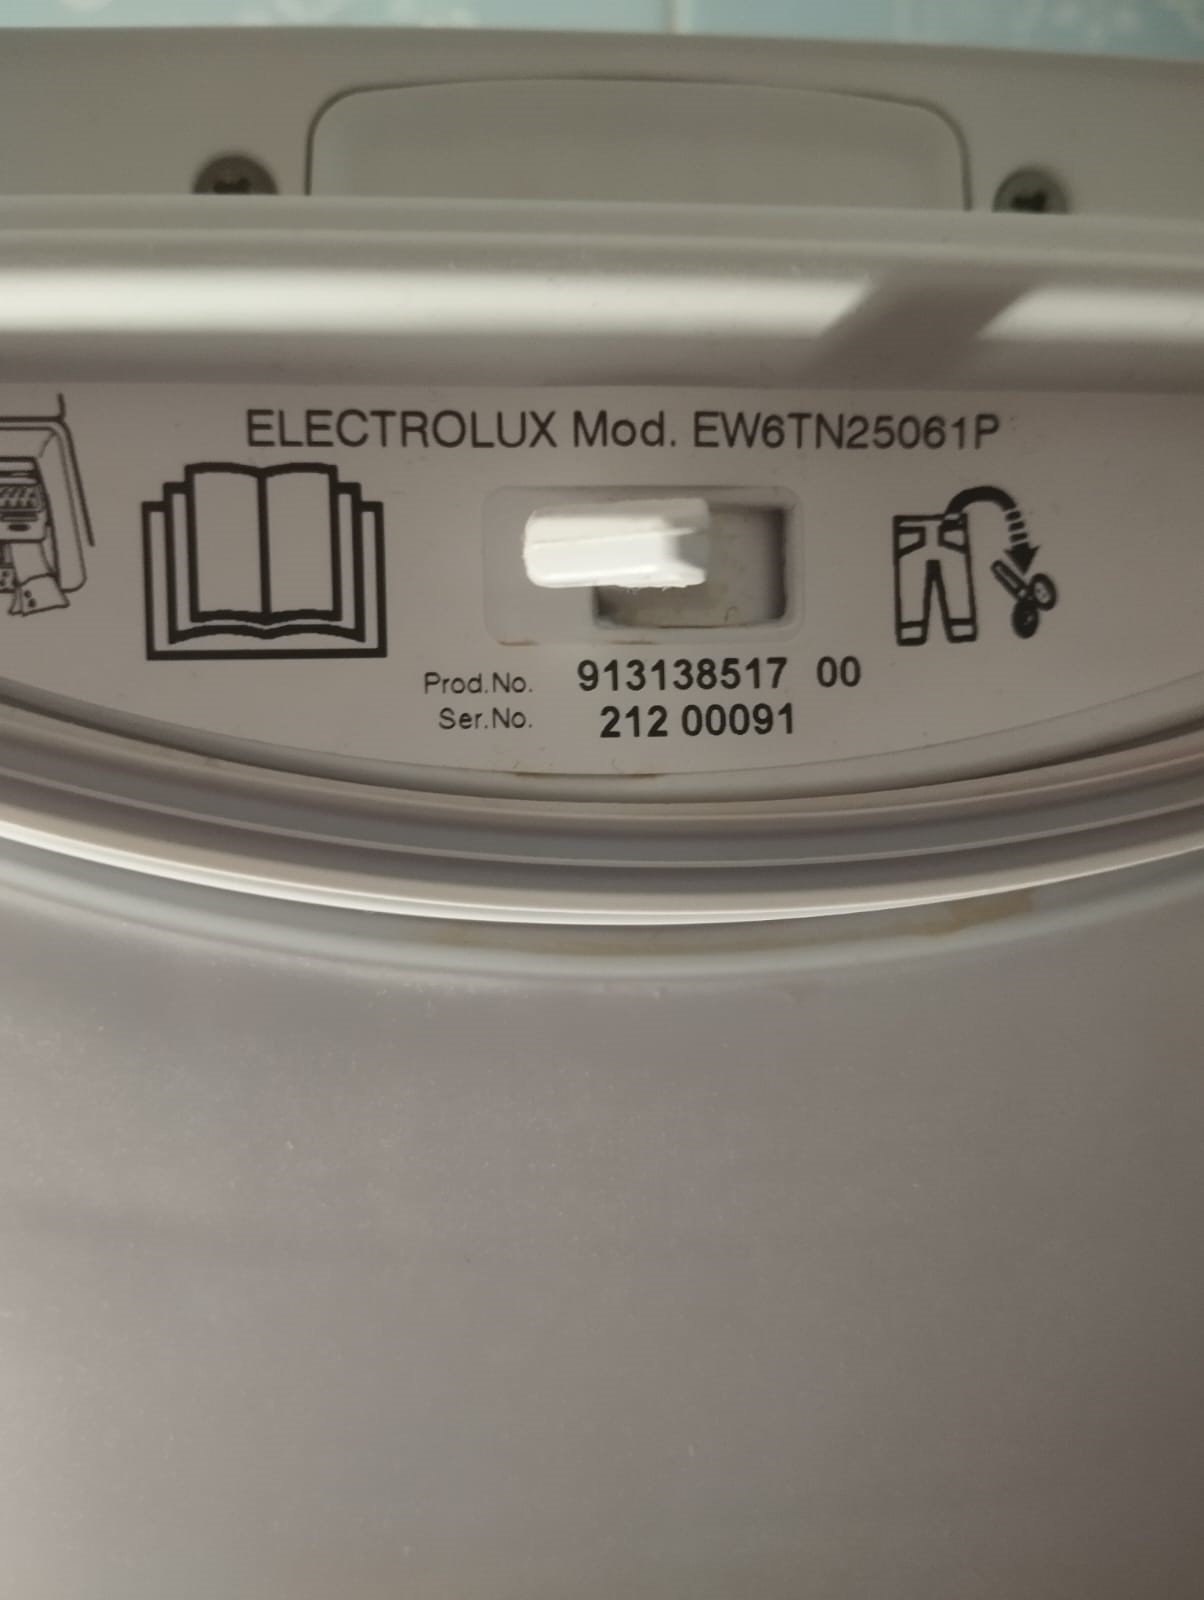 ELECTROLUX Mod. EW6TN25061P
Prod.No. 913138517 00
Ser.No. 212 00091